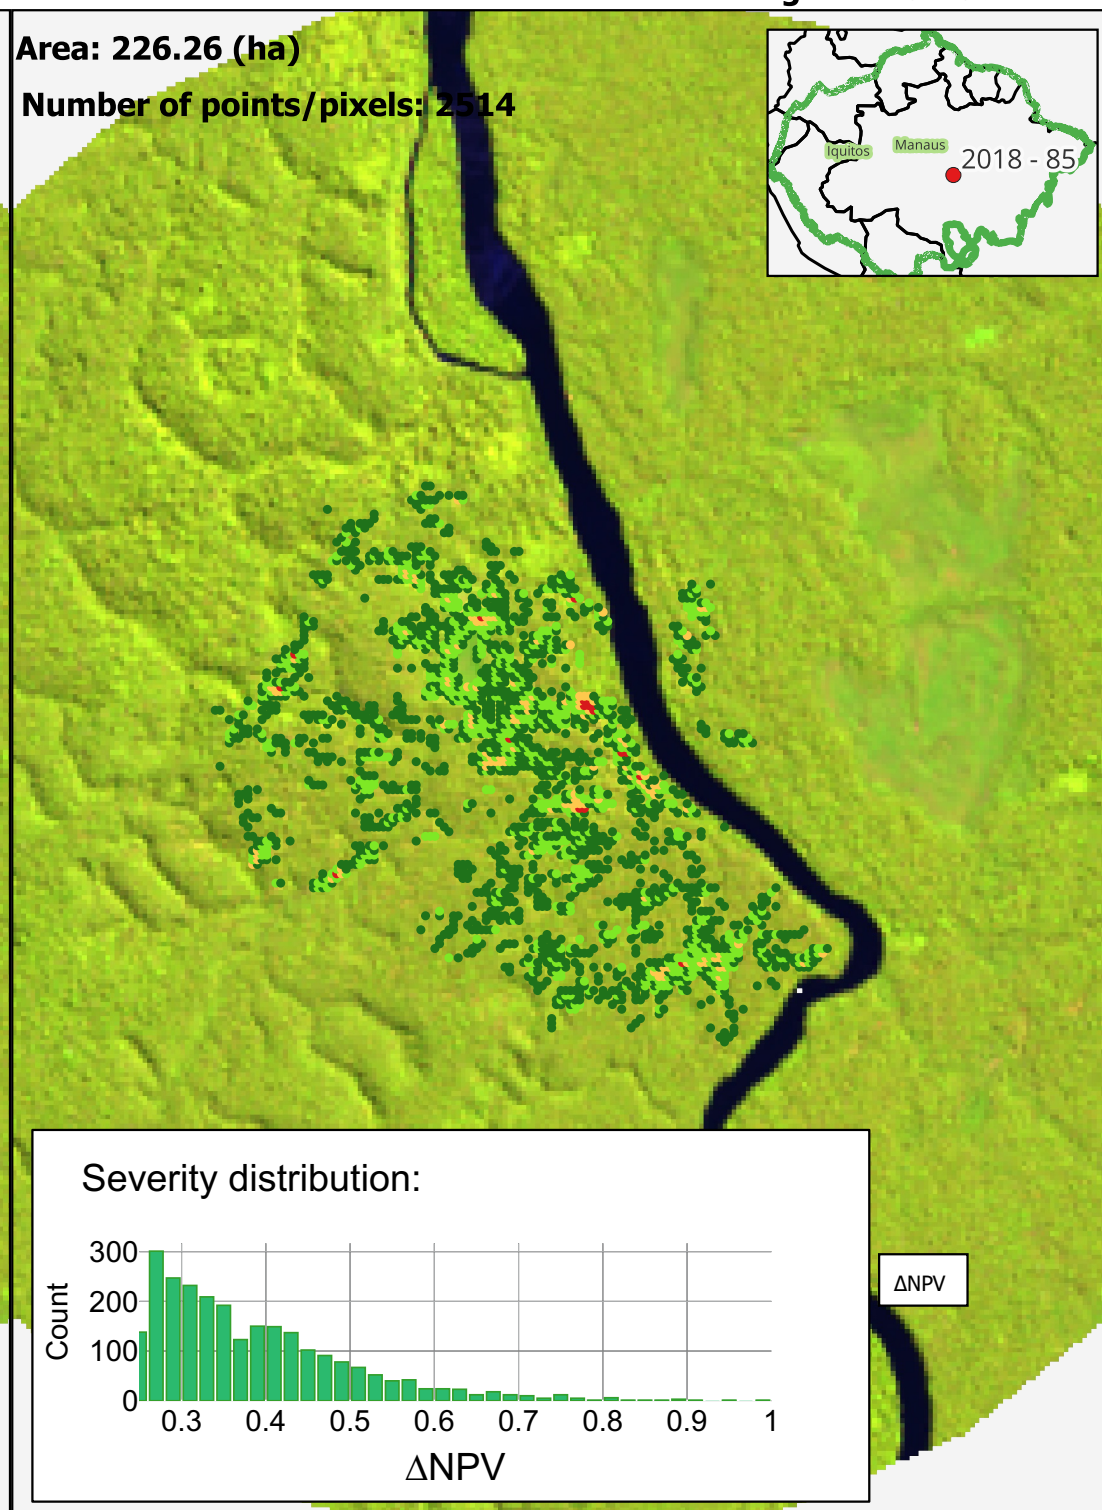 Area: 226.26 (ha)
Number of points/pixels: 2514
Iquitos
Manaus
2018 - 85
Severity distribution:
Count
300
200
100
0
0.3 0.4 0.5 0.6 0.7 0.8 0.9 1
ΔNPV
ΔNPV